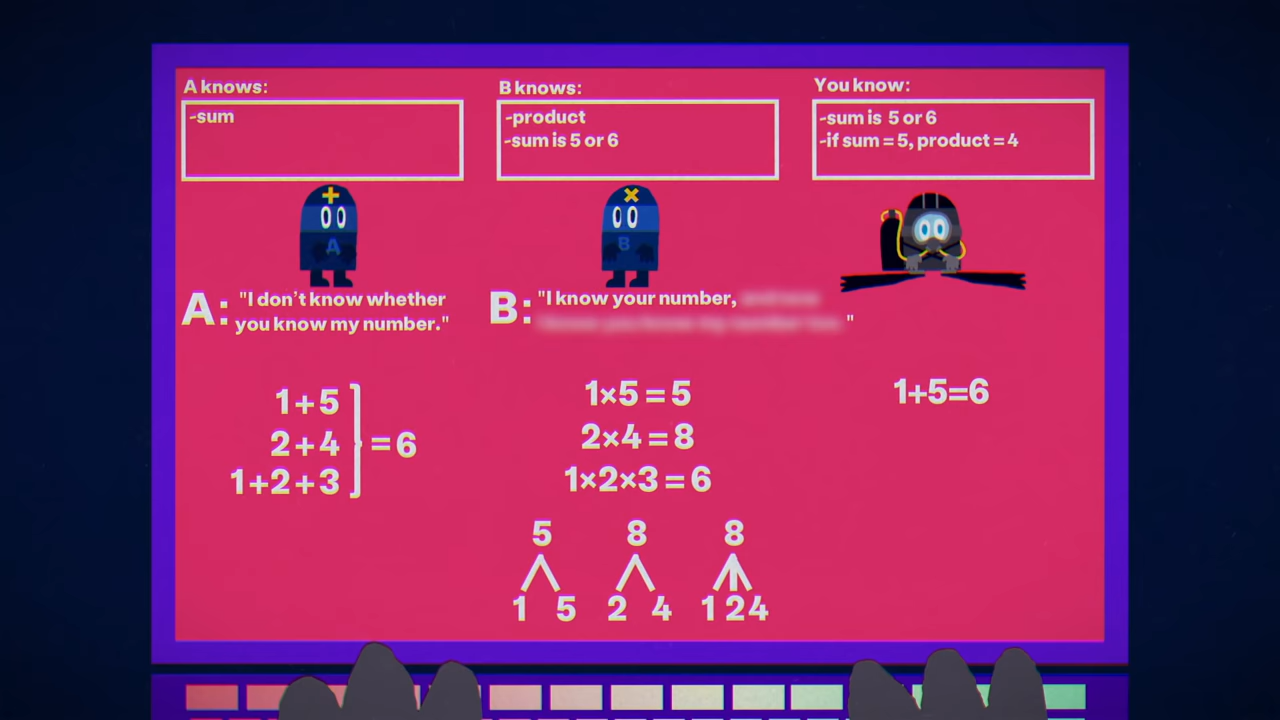 A knows:
-sum
B knows:
-product
-sum is 5 or 6
You know:
-sum is 5 or 6
-if sum = 5, product = 4
+
A
×
B
A: "I don't know whether
you know my number."
B: "I know your number,
"
1+5
2+4
1+2+3
= 6
1×5 = 5
2×4 = 8
1×2×3 = 6
5 8 8
1 5 2 4 1 2 4
1+5=6